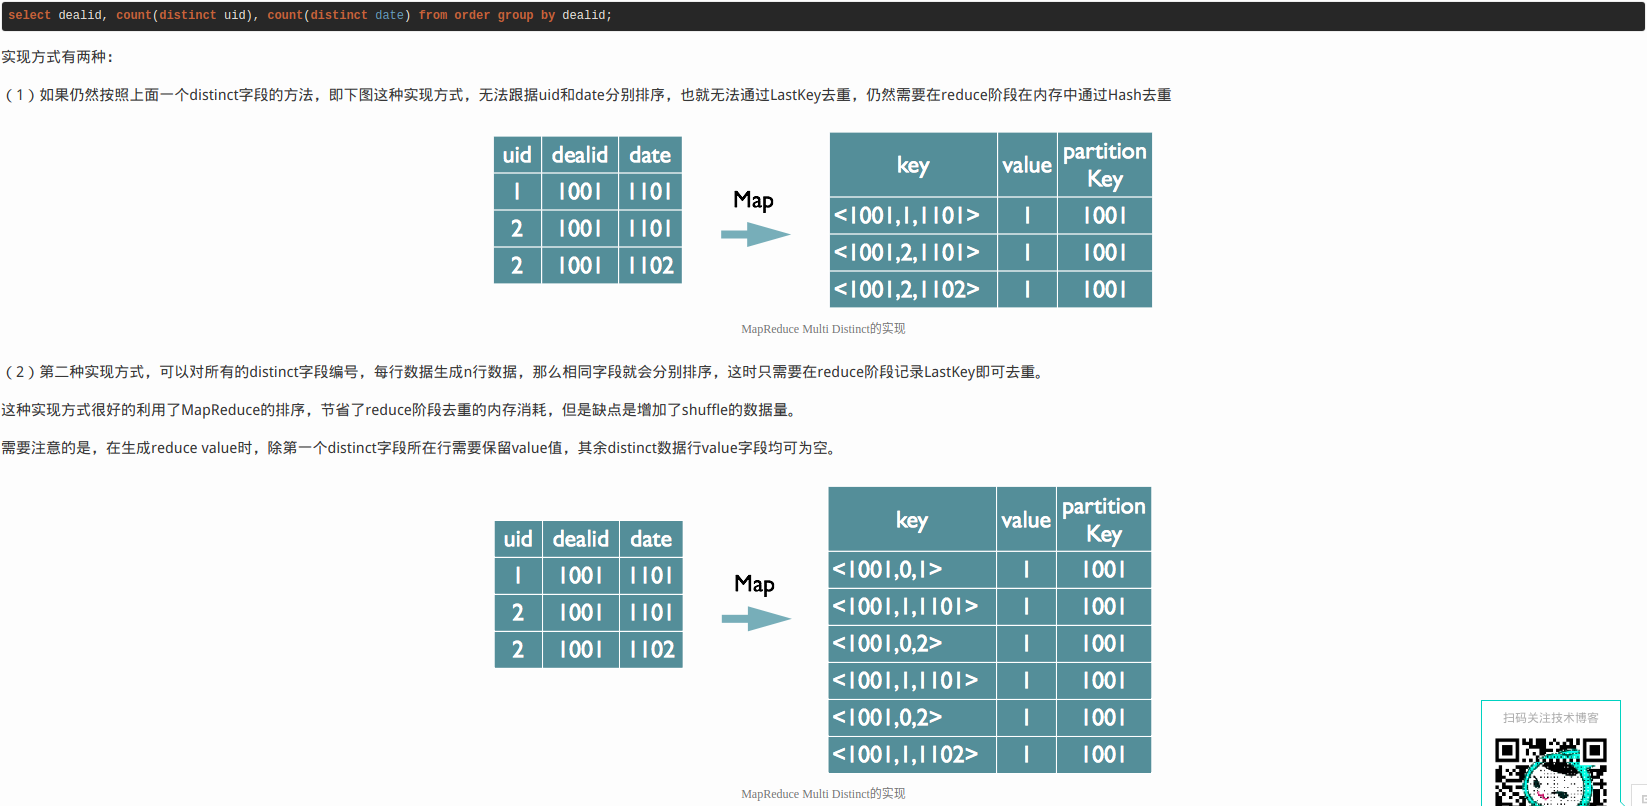 select dealid, count(distinct uid), count(distinct date) from order group by dealid;
实现方式有两种：
（1）如果仍然按照上面一个distinct字段的方法，即下图这种实现方式，无法跟据uid和date分别排序，也就无法通过LastKey去重，仍然需要在reduce阶段在内存中通过Hash去重
uid dealid date
1 1001 1101
2 1001 1101
2 1001 1102
Map
key value partition Key
<1001,1,1101> 1 1001
<1001,2,1101> 1 1001
<1001,2,1102> 1 1001
MapReduce Multi Distinct的实现
（2）第二种实现方式，可以对所有的distinct字段编号，每行数据生成n行数据，那么相同字段就会分别排序，这时只需要在reduce阶段记录LastKey即可去重。
这种实现方式很好的利用了MapReduce的排序，节省了reduce阶段去重的内存消耗，但是缺点是增加了shuffle的数据量。
需要注意的是，在生成reduce value时，除第一个distinct字段所在行需要保留value值，其余distinct数据行value字段均可为空。
uid dealid date
1 1001 1101
2 1001 1101
2 1001 1102
Map
key value partition Key
<1001,0,1> 1 1001
<1001,1,1101> 1 1001
<1001,0,2> 1 1001
<1001,1,1101> 1 1001
<1001,0,2> 1 1001
<1001,1,1102> 1 1001
MapReduce Multi Distinct的实现
扫码关注技术博客